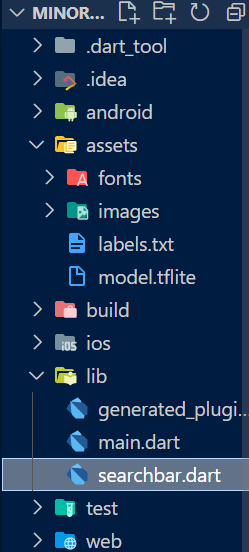 MINOR...
.dart_tool
.idea
android
assets
fonts
images
labels.txt
model.tflite
build
iOS ios
lib
generated_plugi...
main.dart
searchbar.dart
test
web